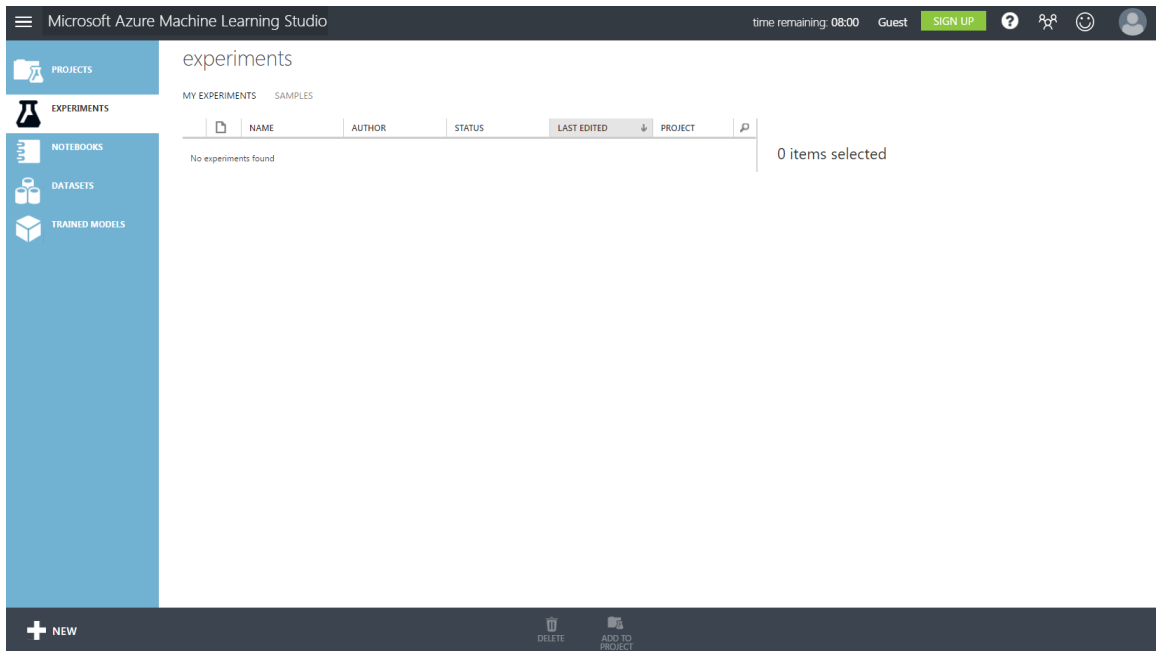 Microsoft Azure Machine Learning Studio
time remaining: 08:00 Guest SIGN UP ?
PROJECTS
EXPERIMENTS
NOTEBOOKS
DATASETS
TRAINED MODELS
experiments
MY EXPERIMENTS SAMPLES
NAME AUTHOR STATUS LAST EDITED PROJECT
No experiments found
0 items selected
NEW
DELETE
ADD TO
PROJECT